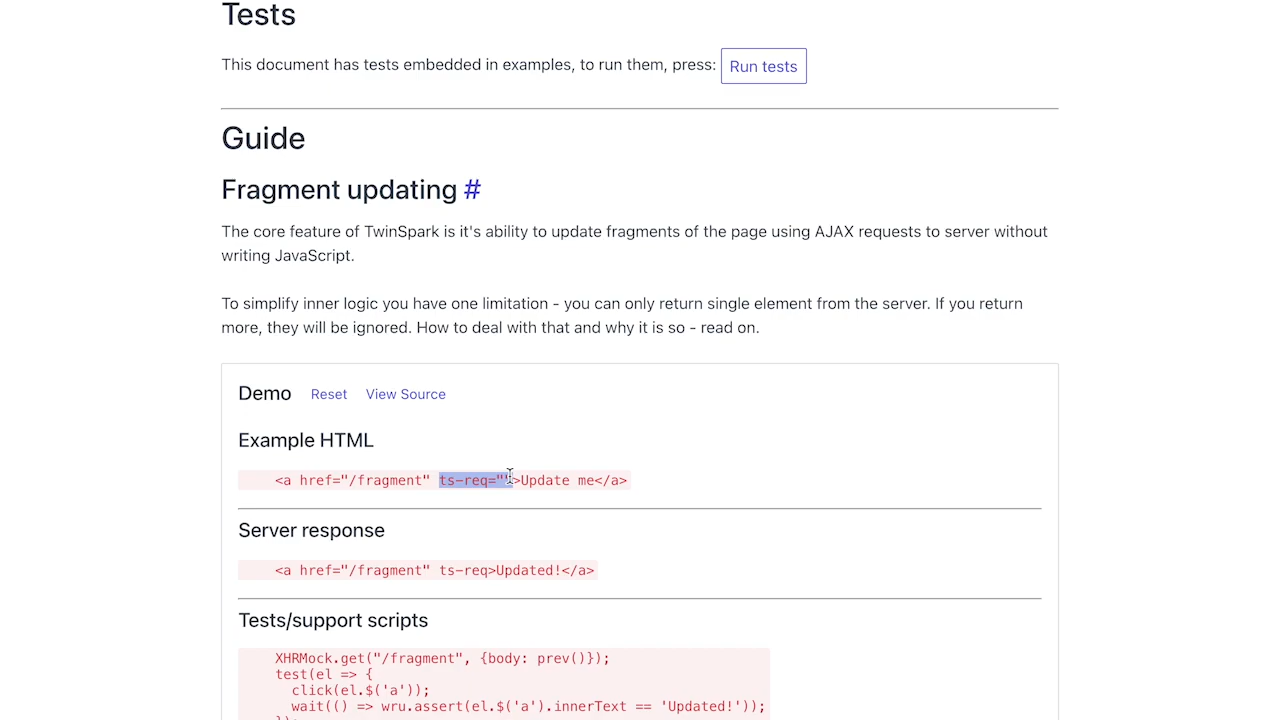 Tests
This document has tests embedded in examples, to run them, press: Run tests
Guide
Fragment updating #
The core feature of TwinSpark is it's ability to update fragments of the page using AJAX requests to server without
writing JavaScript.
To simplify inner logic you have one limitation - you can only return single element from the server. If you return
more, they will be ignored. How to deal with that and why it is so - read on.
Demo Reset View Source
Example HTML
<a href="/fragment" ts-req="">Update me</a>
Server response
<a href="/fragment" ts-req>Updated!</a>
Tests/support scripts
XHRMock.get("/fragment", {body: prev()});
test(el => {
click(el.$('a'));
wait(() => wru.assert(el.$('a').innerText == 'Updated!'));